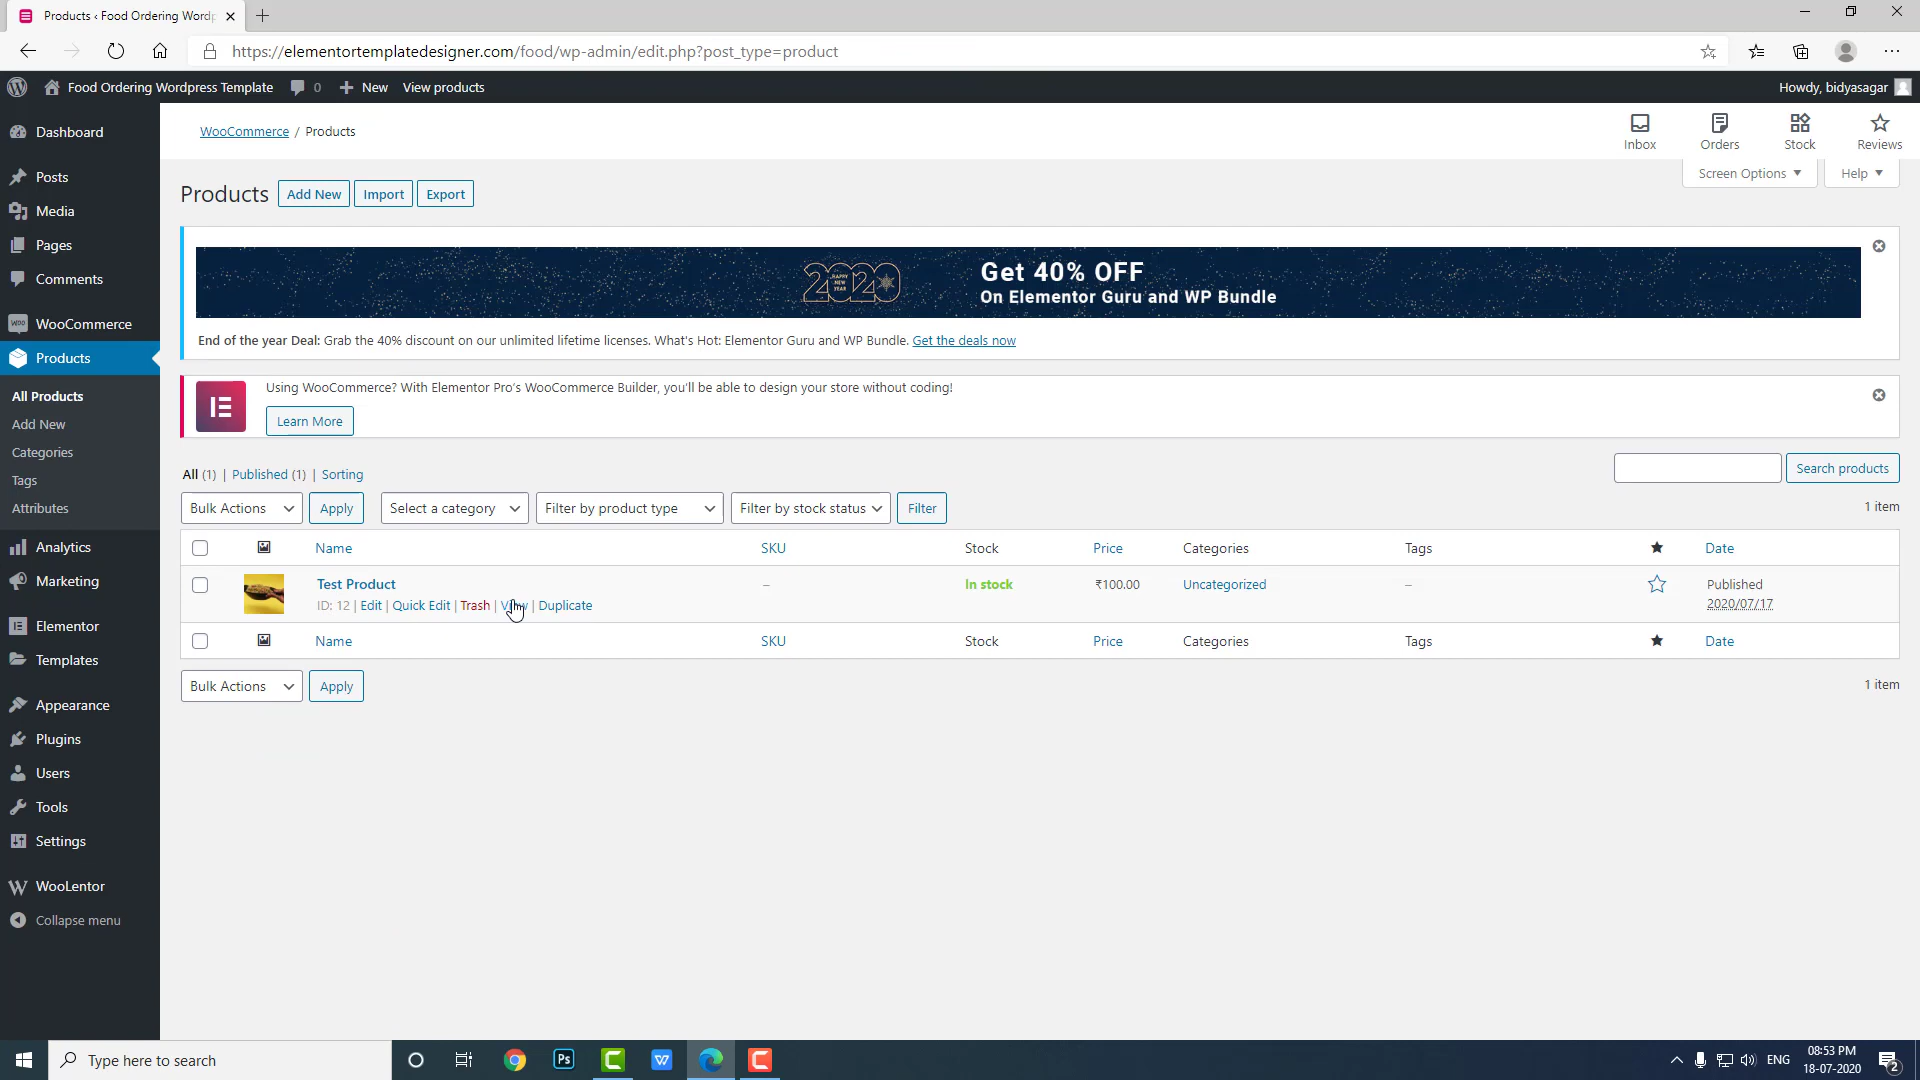 Products ‹ Food Ordering Wordp
https://elementortemplatedesigner.com/food/wp-admin/edit.php?post_type=product
Food Ordering Wordpress Template 0 New View products Howdy, bidyasagar
Dashboard
Posts
Media
Pages
Comments
WooCommerce
Products
All Products
Add New
Categories
Tags
Attributes
Analytics
Marketing
Elementor
Templates
Appearance
Plugins
Users
Tools
Settings
WooLentor
Collapse menu
WooCommerce / Products
Inbox Orders Stock Reviews
Screen Options Help
Products Add New Import Export
2020 HAPPY NEW YEAR
Get 40% OFF
On Elementor Guru and WP Bundle
End of the year Deal: Grab the 40% discount on our unlimited lifetime licenses. What's Hot: Elementor Guru and WP Bundle. Get the deals now
Using WooCommerce? With Elementor Pro's WooCommerce Builder, you'll be able to design your store without coding!
Learn More
All (1) | Published (1) | Sorting
Search products
Bulk Actions Apply Select a category Filter by product type Filter by stock status Filter
1 item
Name SKU Stock Price Categories Tags Date
Test Product – In stock ₹100.00 Uncategorized – Published
ID: 12 | Edit | Quick Edit | Trash | View | Duplicate 2020/07/17
Name SKU Stock Price Categories Tags Date
Bulk Actions Apply
1 item
Type here to search
Ps
ENG
08:53 PM
18-07-2020
2